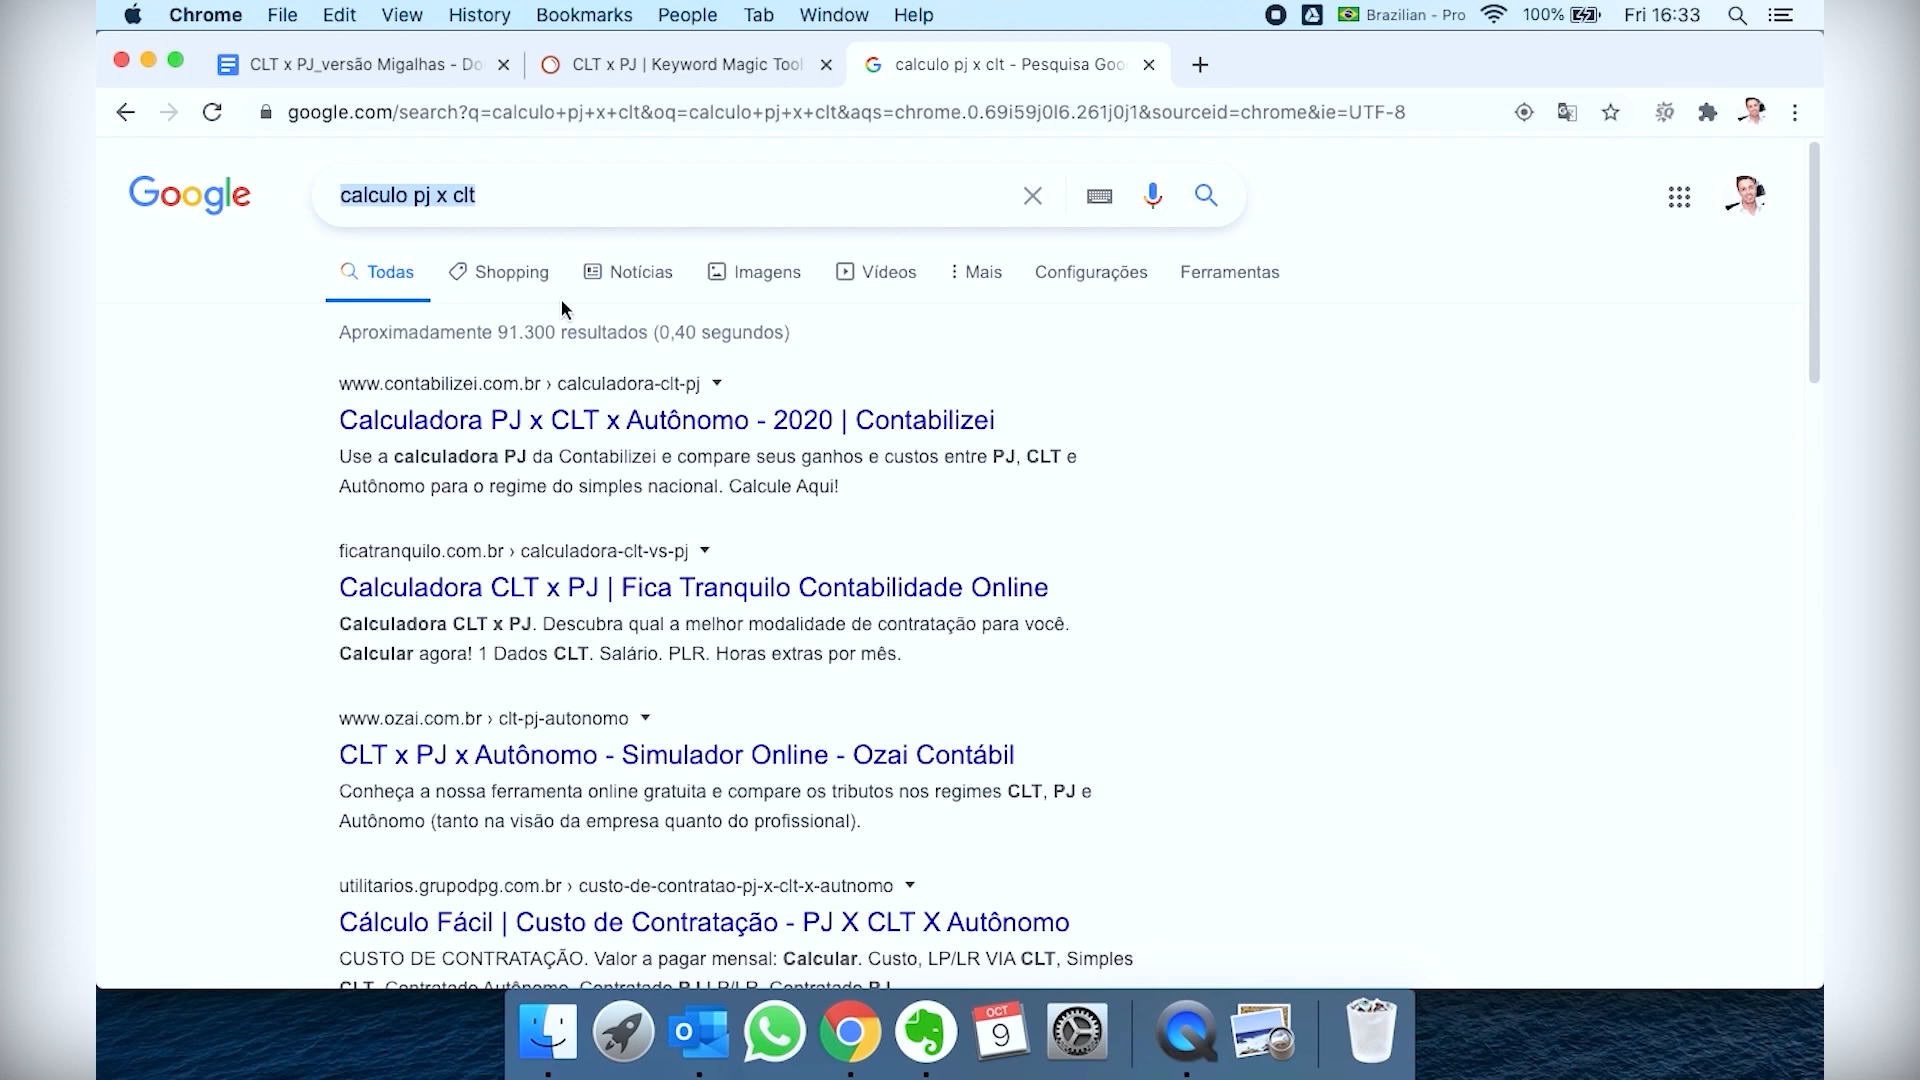 Chrome File Edit View History Bookmarks People Tab Window Help Brazilian - Pro 100% Fri 16:33
CLT x PJ_versão Migalhas - Do
CLT x PJ | Keyword Magic Tool
calculo pj x clt - Pesquisa Goo
google.com/search?q=calculo+pj+x+clt&oq=calculo+pj+x+clt&aqs=chrome.0.69i59j0l6.261j0j1&sourceid=chrome&ie=UTF-8
Google
calculo pj x clt
Todas Shopping Notícias Imagens Vídeos Mais Configurações Ferramentas
Aproximadamente 91.300 resultados (0,40 segundos)
www.contabilizei.com.br › calculadora-clt-pj
Calculadora PJ x CLT x Autônomo - 2020 | Contabilizei
Use a calculadora PJ da Contabilizei e compare seus ganhos e custos entre PJ, CLT e
Autônomo para o regime do simples nacional. Calcule Aqui!
ficatranquilo.com.br › calculadora-clt-vs-pj
Calculadora CLT x PJ | Fica Tranquilo Contabilidade Online
Calculadora CLT x PJ. Descubra qual a melhor modalidade de contratação para você.
Calcular agora! 1 Dados CLT. Salário. PLR. Horas extras por mês.
www.ozai.com.br › clt-pj-autonomo
CLT x PJ x Autônomo - Simulador Online - Ozai Contábil
Conheça a nossa ferramenta online gratuita e compare os tributos nos regimes CLT, PJ e
Autônomo (tanto na visão da empresa quanto do profissional).
utilitarios.grupodpg.com.br › custo-de-contratao-pj-x-clt-x-autnomo
Cálculo Fácil | Custo de Contratação - PJ X CLT X Autônomo
CUSTO DE CONTRATAÇÃO. Valor a pagar mensal: Calcular. Custo, LP/LR VIA CLT, Simples
CLT, Contratado Autônomo, Contratado PJ LP/LR, Contratado PJ
OCT
9